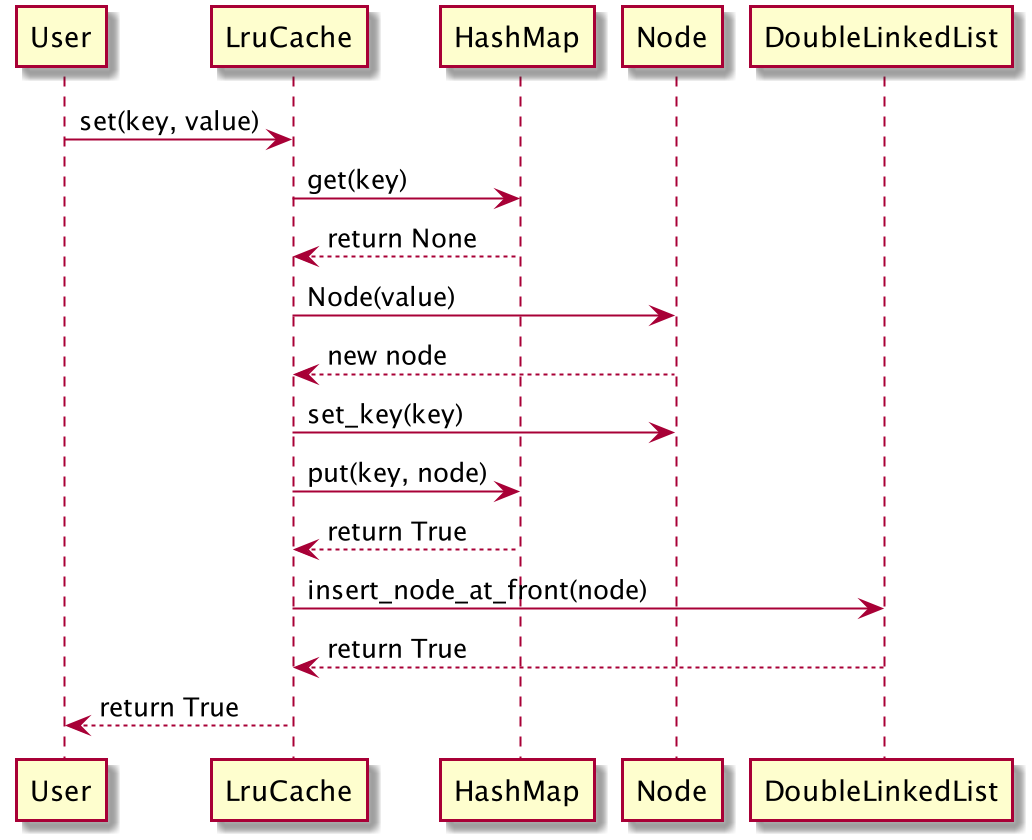 User LruCache HashMap Node DoubleLinkedList
set(key, value)
get(key)
return None
Node(value)
new node
set_key(key)
put(key, node)
return True
insert_node_at_front(node)
return True
return True
User LruCache HashMap Node DoubleLinkedList